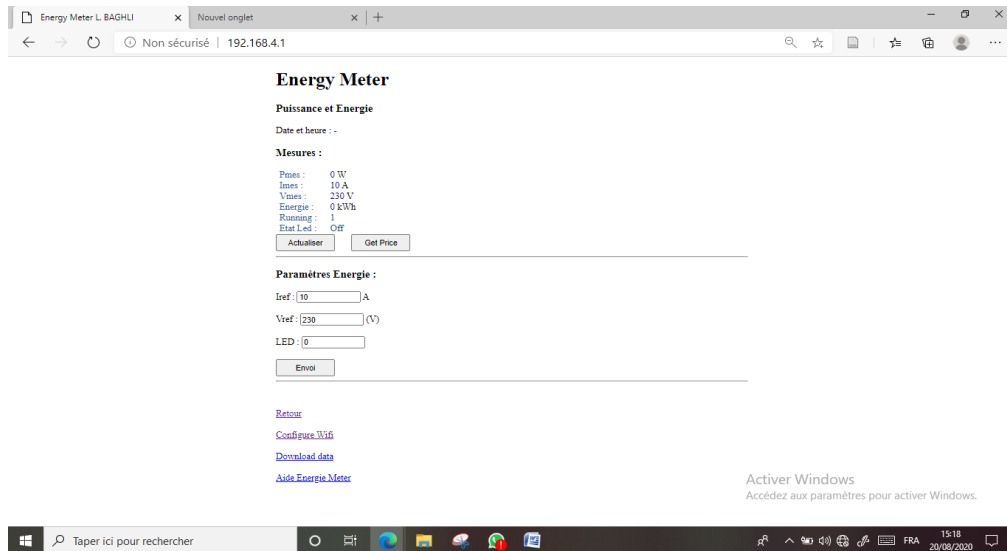 Energy Meter L. BAGHLI
Nouvel onglet
Non sécurisé | 192.168.4.1
Energy Meter
Puissance et Energie
Date et heure : -
Mesures :
Pmes : 0 W
Imes : 10 A
Vmes : 230 V
Energie : 0 kWh
Running : 1
Etat Led : Off
Actualiser Get Price
Paramètres Energie :
Iref : 10 A
Vref : 230 (V)
LED : 0
Envoi
Retour
Configure Wifi
Download data
Aide Energie Meter
Activer Windows
Accédez aux paramètres pour activer Windows.
Taper ici pour rechercher
FRA
15:18
20/08/2020